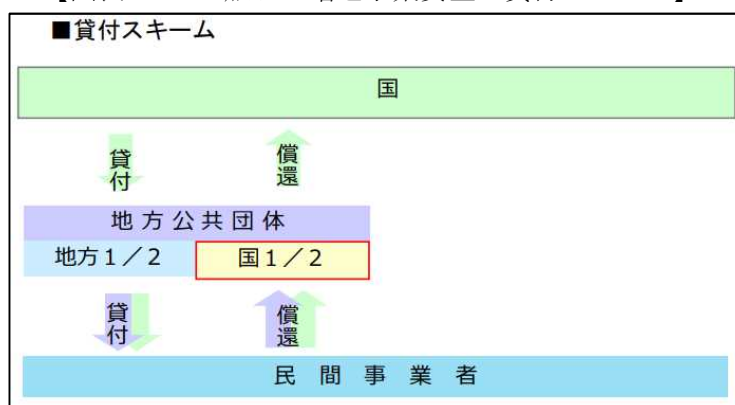 ■貸付スキーム
国
貸付
償還
地方公共団体
地方1／2
国1／2
貸付
償還
民間事業者